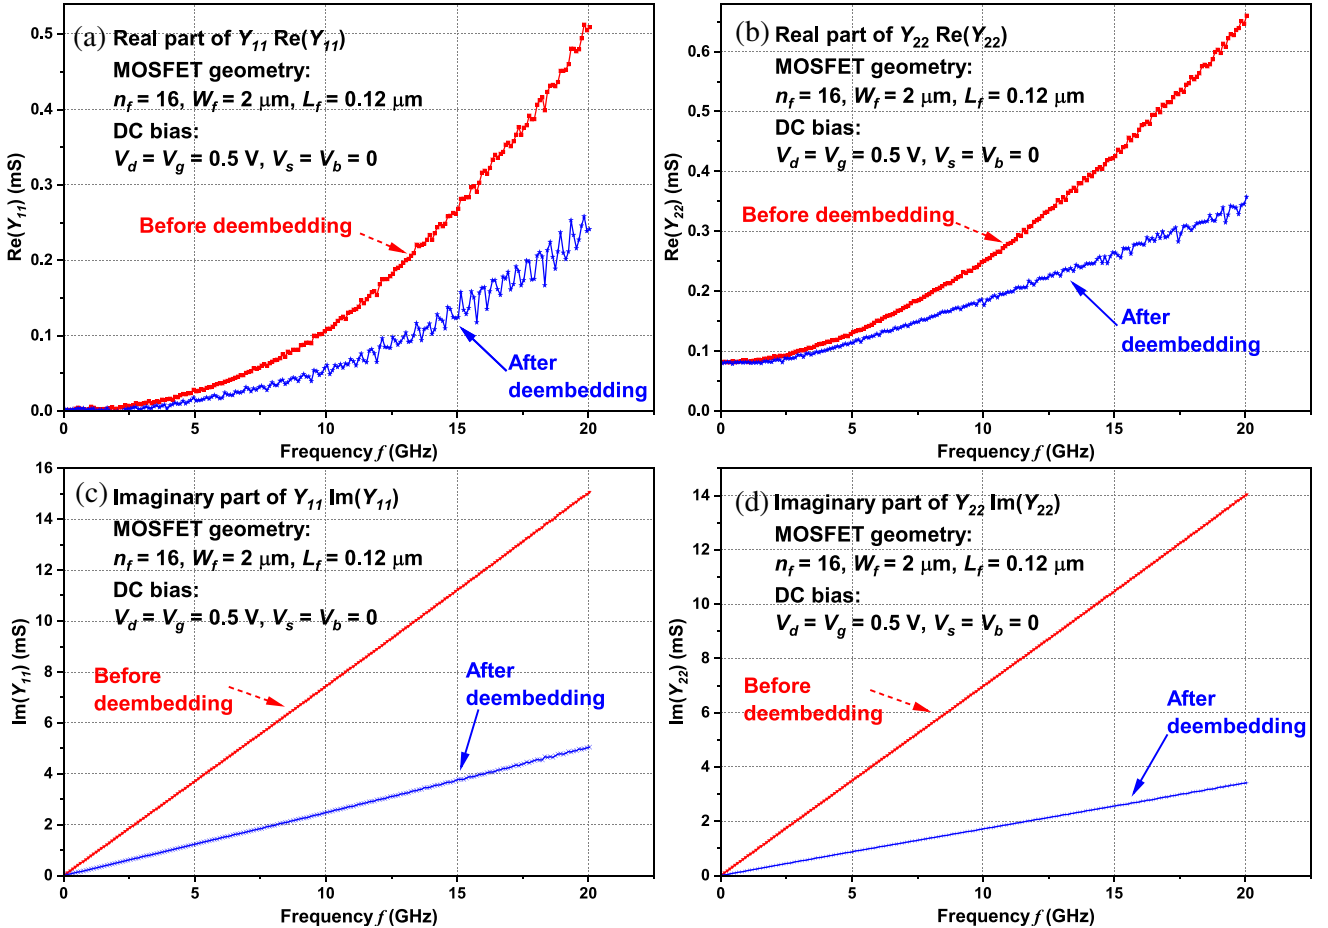 (a) Real part of Y11 Re(Y11)
MOSFET geometry:
nf = 16, Wf = 2 μm, Lf = 0.12 μm
DC bias:
Vd = Vg = 0.5 V, Vs = Vb = 0
Before deembedding
After
deembedding
Re(Y11) (mS)
0.5
0.4
0.3
0.2
0.1
0.0
0 5 10 15 20
Frequency f (GHz)
(b) Real part of Y22 Re(Y22)
MOSFET geometry:
nf = 16, Wf = 2 μm, Lf = 0.12 μm
DC bias:
Vd = Vg = 0.5 V, Vs = Vb = 0
Before deembedding
After
deembedding
Re(Y22) (mS)
0.6
0.5
0.4
0.3
0.2
0.1
0.0
0 5 10 15 20
Frequency f (GHz)
(c) Imaginary part of Y11 Im(Y11)
MOSFET geometry:
nf = 16, Wf = 2 μm, Lf = 0.12 μm
DC bias:
Vd = Vg = 0.5 V, Vs = Vb = 0
Before
deembedding
After
deembedding
Im(Y11) (mS)
16
14
12
10
8
6
4
2
0
0 5 10 15 20
Frequency f (GHz)
(d) Imaginary part of Y22 Im(Y22)
MOSFET geometry:
nf = 16, Wf = 2 μm, Lf = 0.12 μm
DC bias:
Vd = Vg = 0.5 V, Vs = Vb = 0
Before
deembedding
After
deembedding
Im(Y22) (mS)
14
12
10
8
6
4
2
0
0 5 10 15 20
Frequency f (GHz)